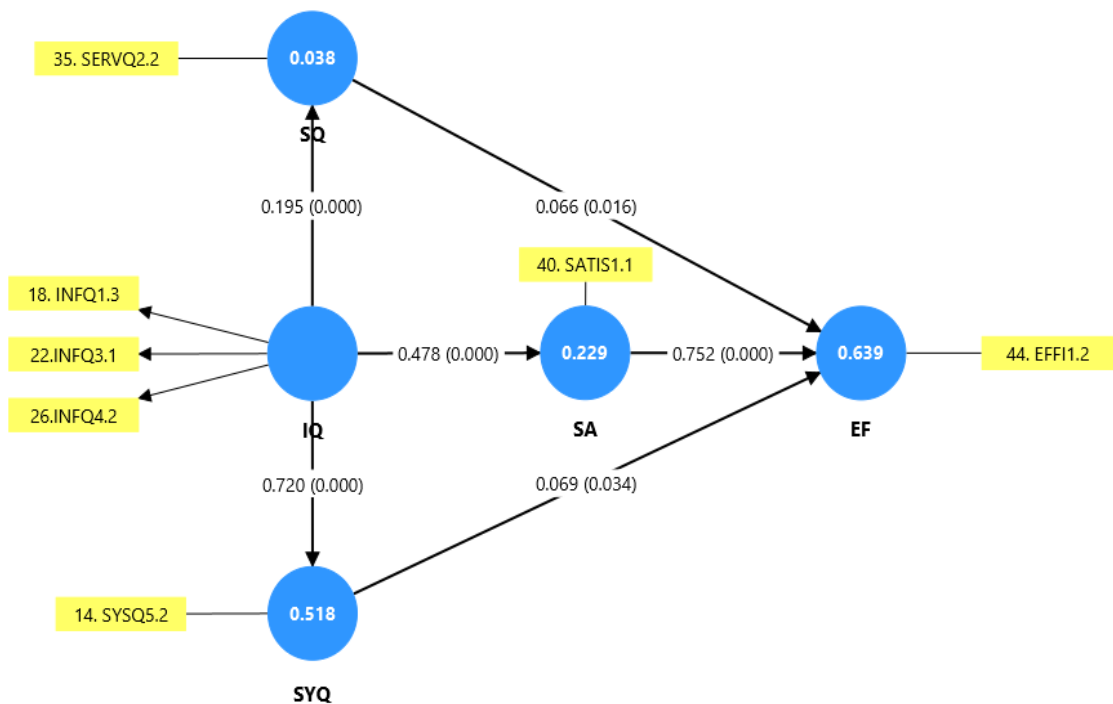 35. SERVQ2.2
0.038
SQ
0.195 (0.000)
0.066 (0.016)
40. SATIS1.1
18. INFQ1.3
22.INFQ3.1
26.INFQ4.2
IQ
0.478 (0.000)
0.229
SA
0.752 (0.000)
0.639
EF
44. EFFI1.2
0.720 (0.000)
0.069 (0.034)
14. SYSQ5.2
0.518
SYQ